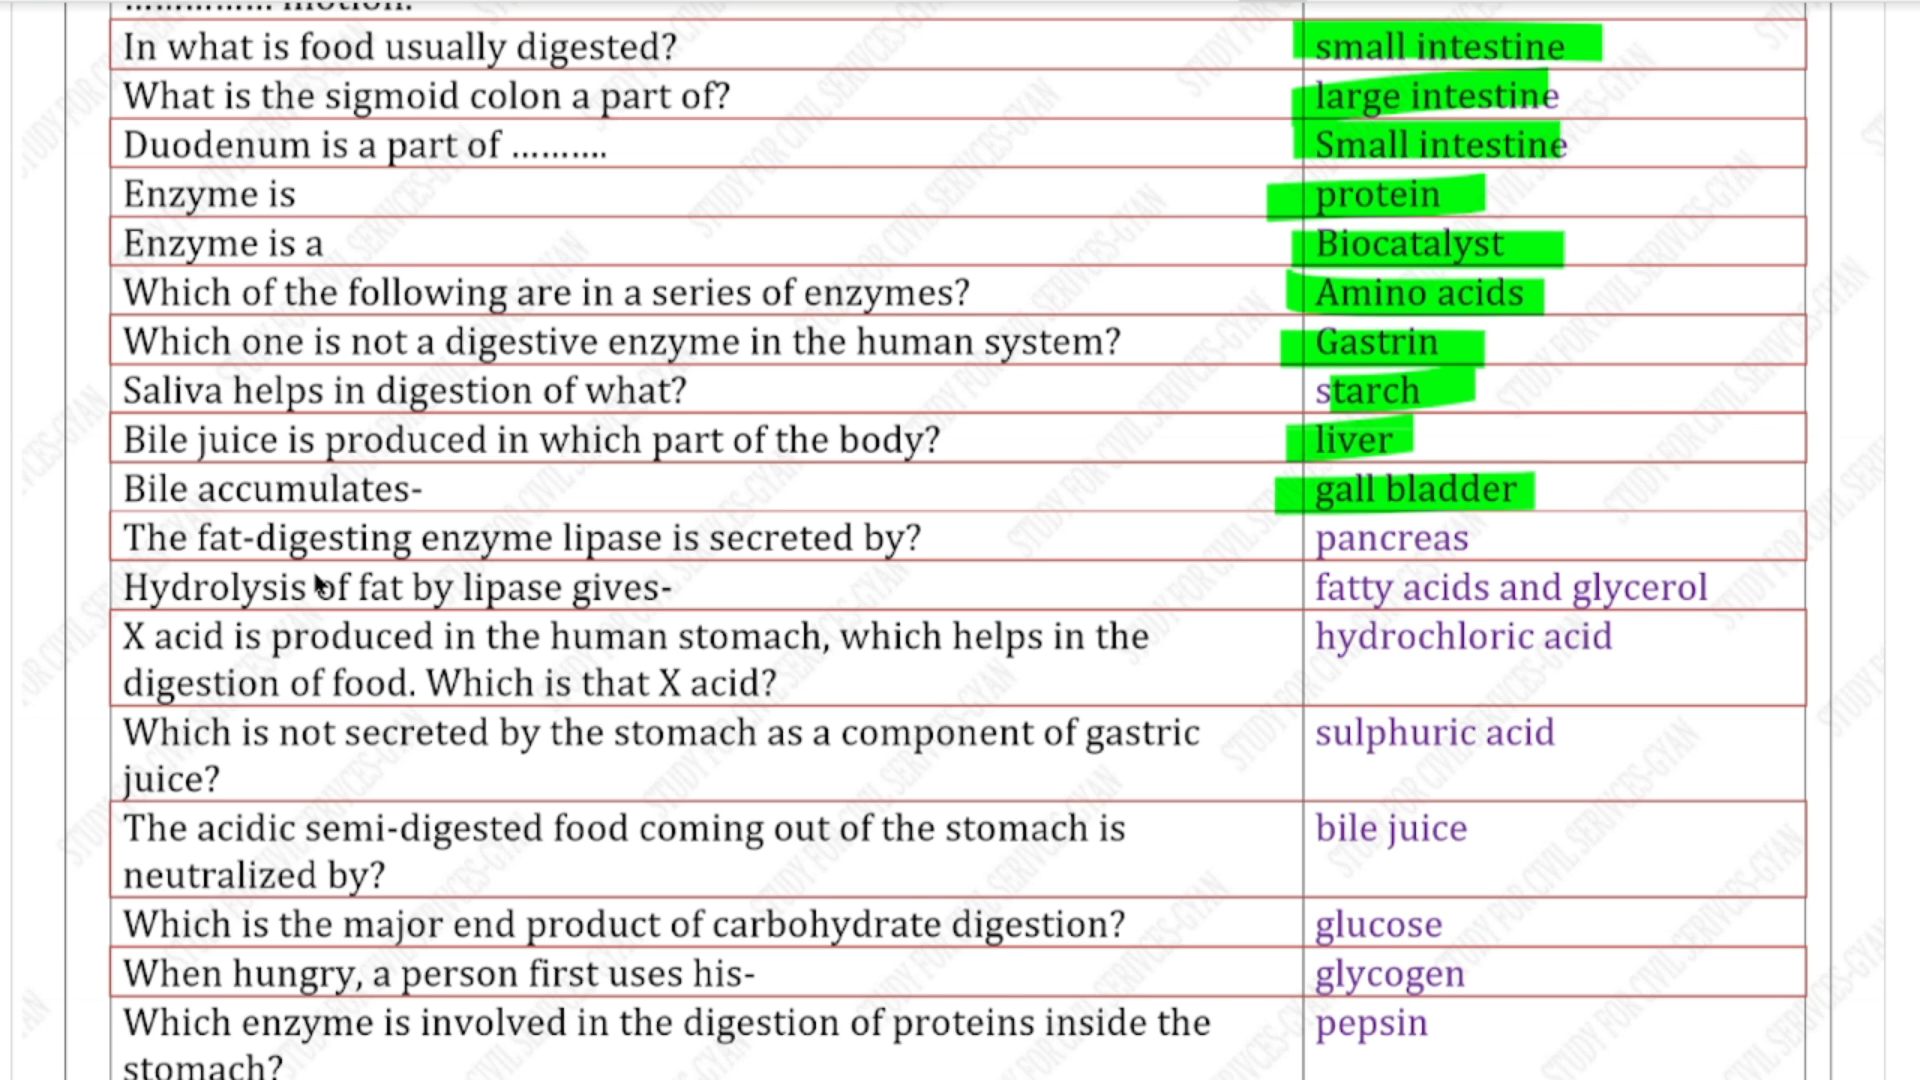 …………… motion.
In what is food usually digested? small intestine
What is the sigmoid colon a part of? large intestine
Duodenum is a part of ………. Small intestine
Enzyme is protein
Enzyme is a Biocatalyst
Which of the following are in a series of enzymes? Amino acids
Which one is not a digestive enzyme in the human system? Gastrin
Saliva helps in digestion of what? starch
Bile juice is produced in which part of the body? liver
Bile accumulates- gall bladder
The fat-digesting enzyme lipase is secreted by? pancreas
Hydrolysis of fat by lipase gives- fatty acids and glycerol
X acid is produced in the human stomach, which helps in the hydrochloric acid
digestion of food. Which is that X acid?
Which is not secreted by the stomach as a component of gastric sulphuric acid
juice?
The acidic semi-digested food coming out of the stomach is bile juice
neutralized by?
Which is the major end product of carbohydrate digestion? glucose
When hungry, a person first uses his- glycogen
Which enzyme is involved in the digestion of proteins inside the pepsin
stomach?
STUDY FOR CIVIL SERIVCES-GYAN